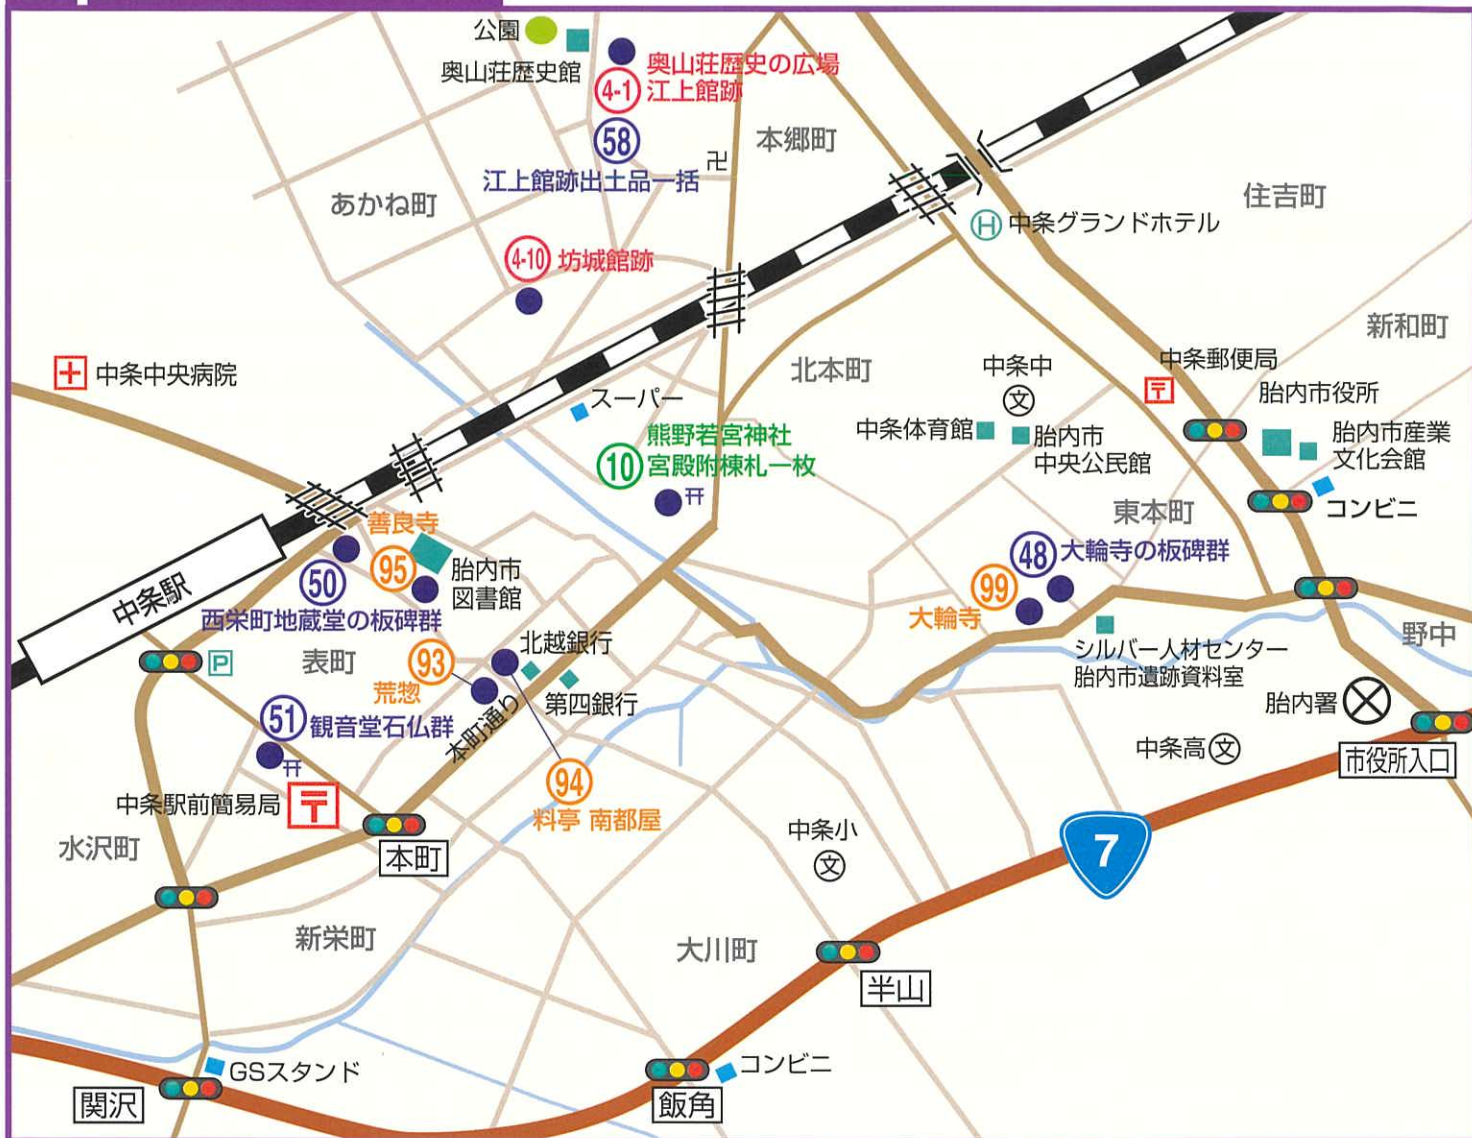 公園
奥山荘歴史館
奥山荘歴史の広場
4-1
江上館跡
58
江上館跡出土品一括
卍
本郷町
あかね町
住吉町
H
中条グランドホテル
4-10
坊城館跡
新和町
中条中央病院
スーパー
北本町
中条中
文
中条郵便局
〒
胎内市役所
中条体育館
胎内市
中央公民館
胎内市産業
文化会館
コンビニ
熊野若宮神社
10
宮殿附棟札一枚
東本町
48
大輪寺の板碑群
99
大輪寺
善良寺
95
胎内市
図書館
50
西栄町地蔵堂の板碑群
中条駅
P
表町
93
荒惣
北越銀行
第四銀行
本町通り
シルバー人材センター
胎内市遺跡資料室
野中
胎内署
51
観音堂石仏群
中条高
文
市役所入口
94
料亭 南都屋
中条駅前簡易局
〒
水沢町
本町
中条小
文
7
新栄町
大川町
半山
GSスタンド
コンビニ
関沢
飯角